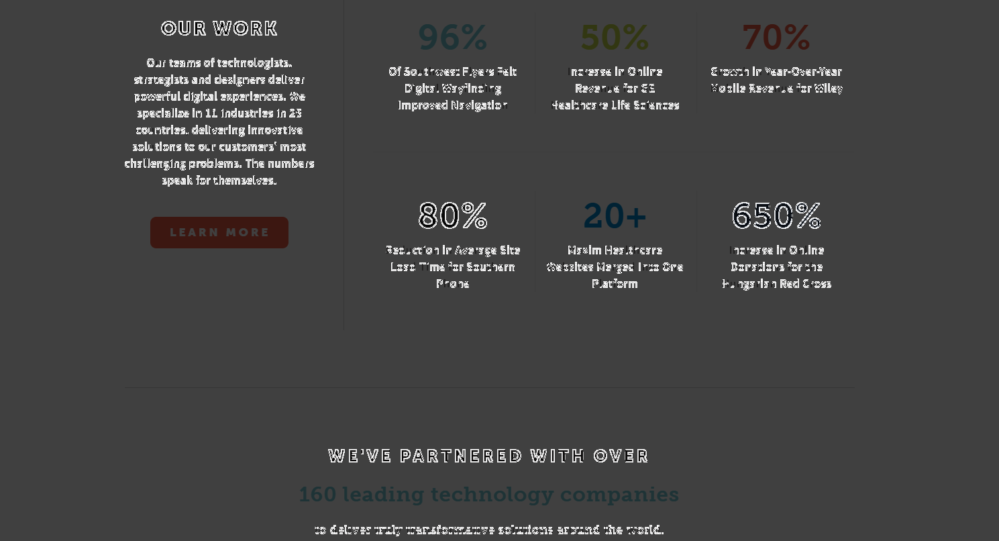 OUR WORK
Our teams of technologists,
strategists and designers deliver
powerful digital experiences. We
specialize in 11 industries in 25
countries, delivering innovative
solutions to our customers' most
challenging problems. The numbers
speak for themselves.
LEARN MORE
96%
Of Southwest Flyers Felt
Digital Wayfinding
Improved Navigation
50%
Increase in Online
Revenue for GE
Healthcare Life Sciences
70%
Growth in Year-Over-Year
Mobile Revenue for Wiley
80%
Reduction in Average Site
Load Time for Southern
Phone
20+
Maxim Healthcare
Websites Merged Into One
Platform
650%
Increase in Online
Donations for the
Hungarian Red Cross
WE'VE PARTNERED WITH OVER
160 leading technology companies
to deliver truly transformative solutions around the world.